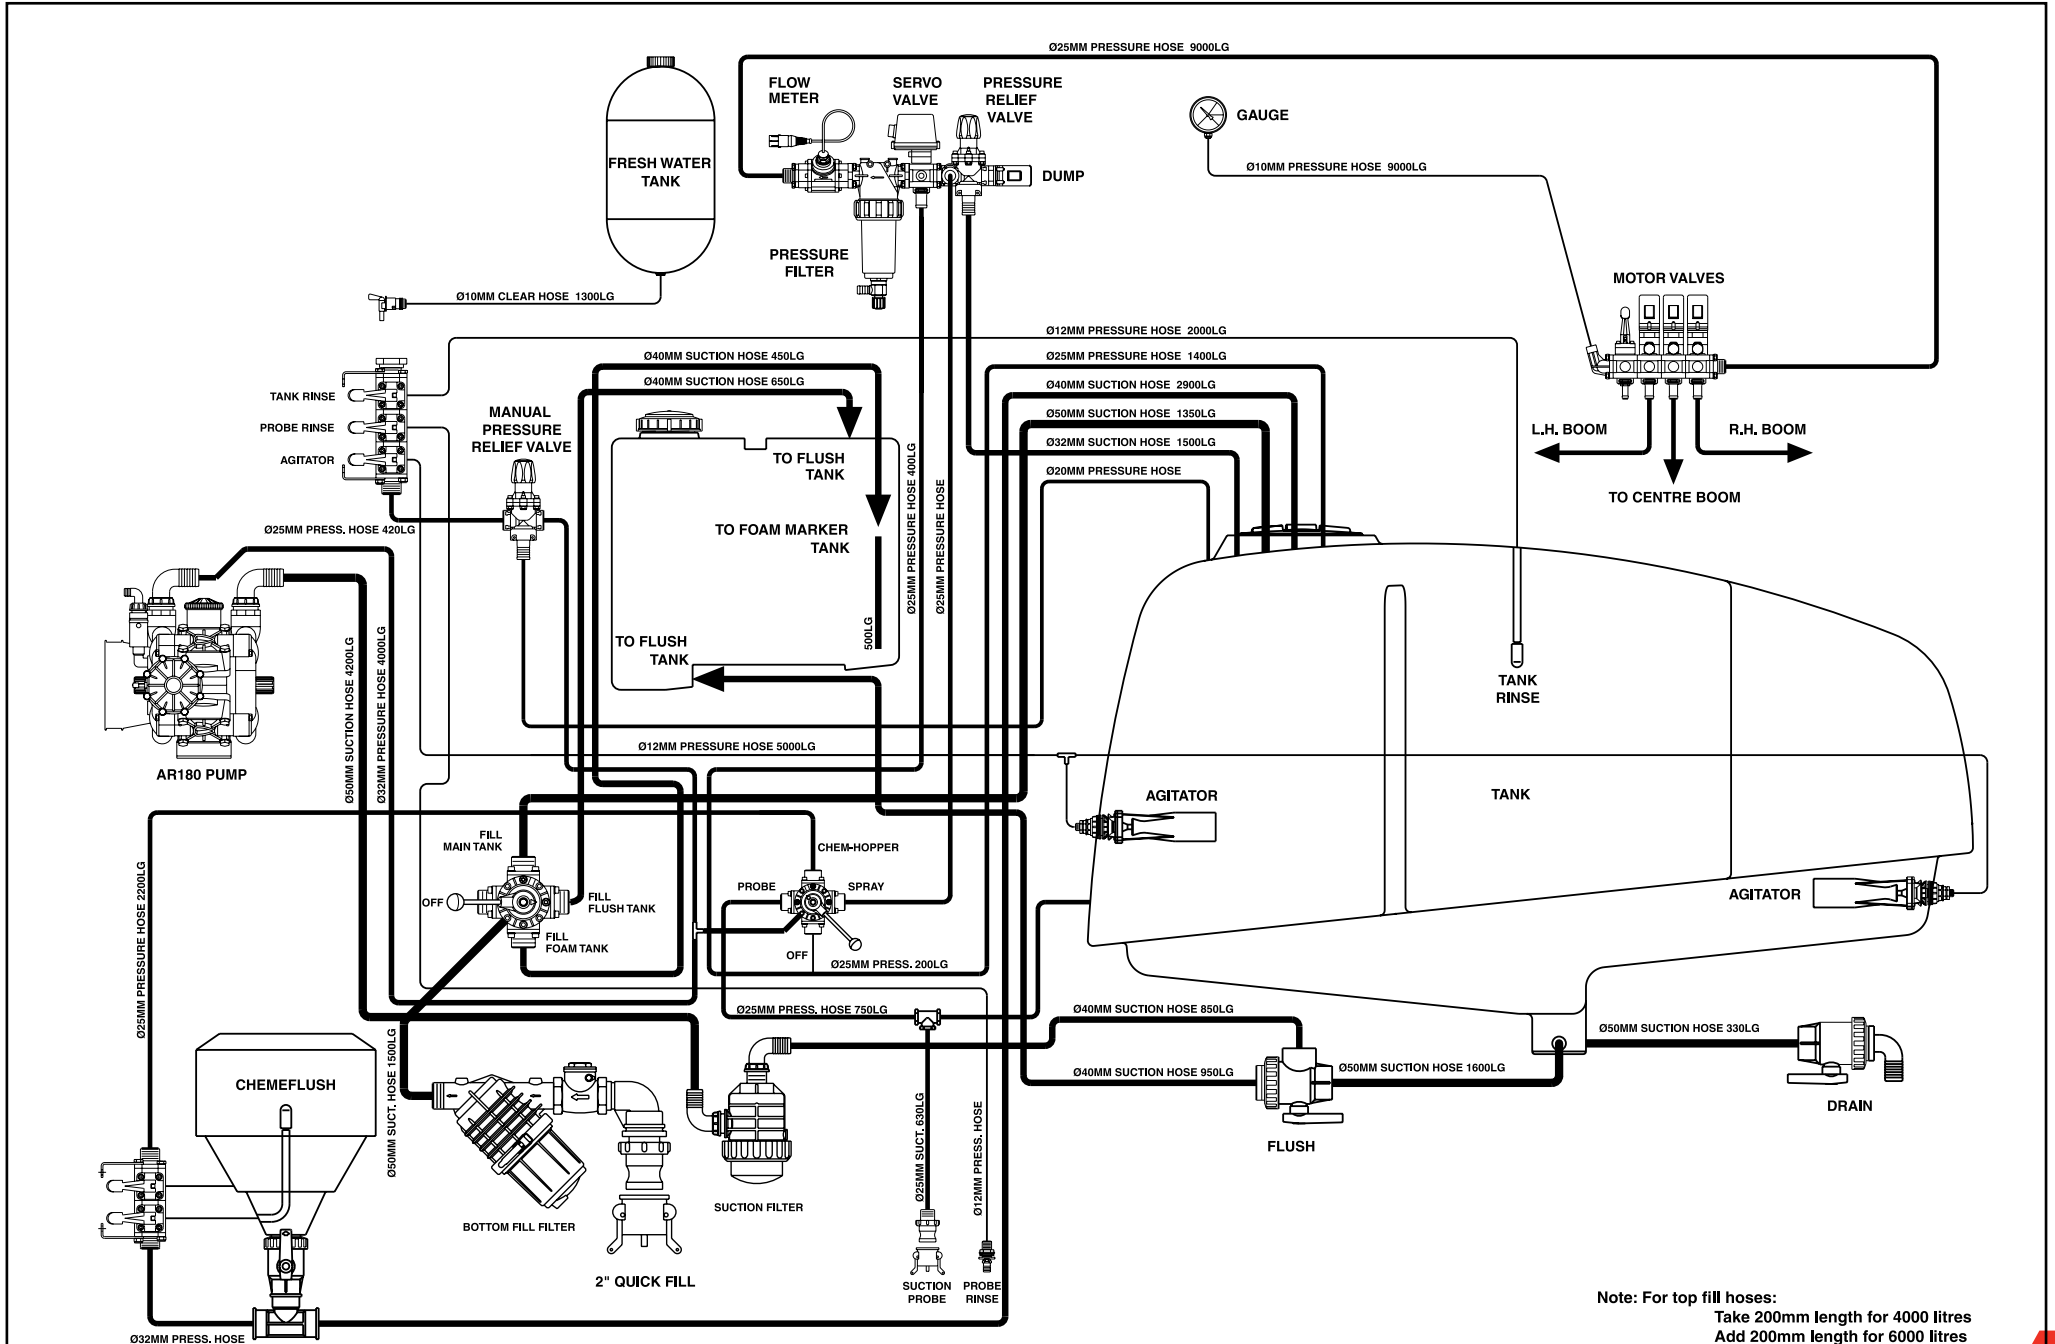 Ø25MM PRESSURE HOSE 9000LG
FLOW
METER
SERVO
VALVE
PRESSURE
RELIEF
VALVE
GAUGE
FRESH WATER
TANK
DUMP
Ø10MM PRESSURE HOSE 9000LG
PRESSURE
FILTER
MOTOR VALVES
Ø10MM CLEAR HOSE 1300LG
Ø12MM PRESSURE HOSE 2000LG
Ø40MM SUCTION HOSE 450LG
Ø25MM PRESSURE HOSE 1400LG
Ø40MM SUCTION HOSE 650LG
Ø40MM SUCTION HOSE 2900LG
TANK RINSE
PROBE RINSE
AGITATOR
MANUAL
PRESSURE
RELIEF VALVE
Ø50MM SUCTION HOSE 1350LG
Ø32MM SUCTION HOSE 1500LG
Ø20MM PRESSURE HOSE
L.H. BOOM
R.H. BOOM
TO CENTRE BOOM
TO FLUSH
TANK
TO FOAM MARKER
TANK
Ø25MM PRESS. HOSE 420LG
Ø25MM PRESSURE HOSE 400LG
Ø25MM PRESSURE HOSE
500LG
TO FLUSH
TANK
TANK
RINSE
Ø50MM SUCTION HOSE 4200LG
Ø32MM PRESSURE HOSE 4000LG
AR180 PUMP
Ø12MM PRESSURE HOSE 5000LG
AGITATOR
TANK
FILL
MAIN TANK
CHEM-HOPPER
OFF
FILL
FLUSH TANK
PROBE
SPRAY
AGITATOR
FILL
FOAM TANK
OFF
Ø25MM PRESS. 200LG
Ø25MM PRESSURE HOSE 2200LG
Ø25MM PRESS. HOSE 750LG
Ø40MM SUCTION HOSE 850LG
Ø50MM SUCTION HOSE 330LG
Ø40MM SUCTION HOSE 950LG
Ø50MM SUCTION HOSE 1600LG
CHEMEFLUSH
Ø50MM SUCT. HOSE 1500LG
Ø25MM SUCT. 630LG
Ø12MM PRESS. HOSE
DRAIN
FLUSH
BOTTOM FILL FILTER
SUCTION FILTER
2" QUICK FILL
SUCTION
PROBE
PROBE
RINSE
Ø32MM PRESS. HOSE
Note: For top fill hoses:
Take 200mm length for 4000 litres
Add 200mm length for 6000 litres